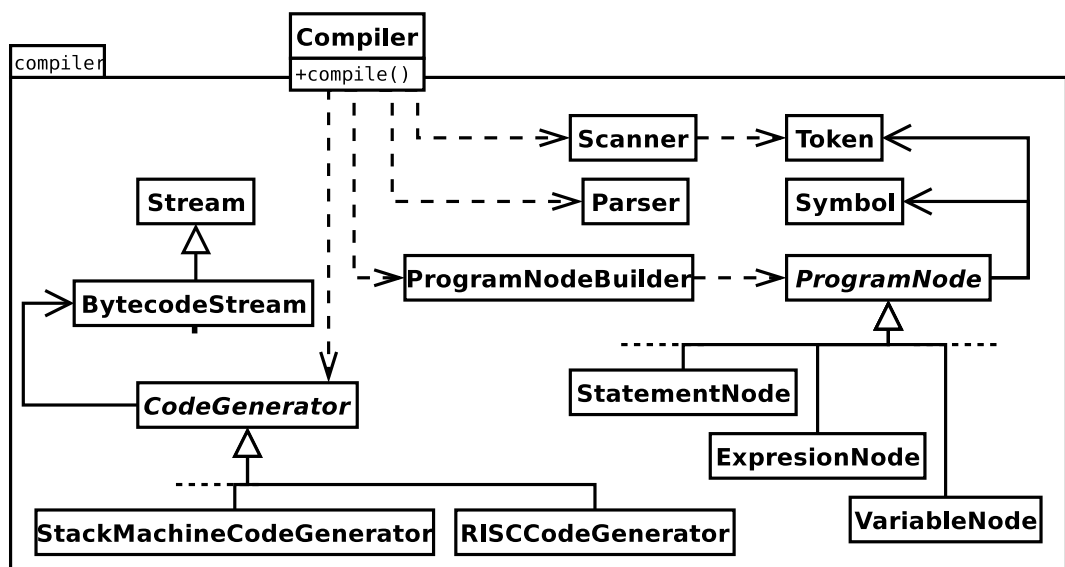 Compiler
compiler
+compile()
Scanner
Token
Stream
Parser
Symbol
ProgramNodeBuilder
ProgramNode
BytecodeStream
StatementNode
CodeGenerator
ExpresionNode
VariableNode
StackMachineCodeGenerator
RISCCodeGenerator